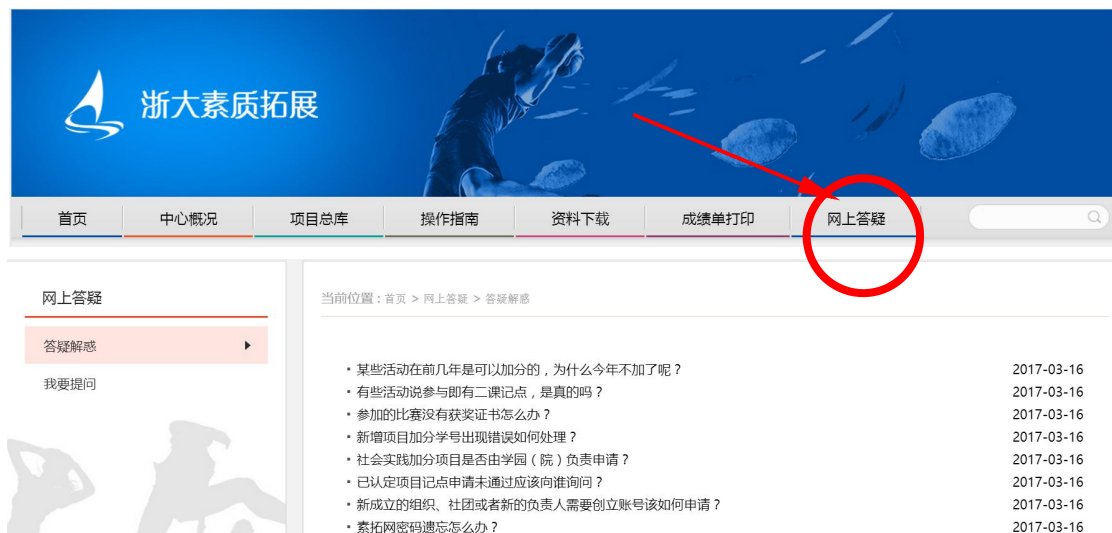 浙大素质拓展
首页 中心概况 项目总库 操作指南 资料下载 成绩单打印 网上答疑
网上答疑
答疑解惑
我要提问
当前位置：首页 > 网上答疑 > 答疑解惑
· 某些活动在前几年是可以加分的，为什么今年不加了呢？ 2017-03-16
· 有些活动说参与即有二课记点，是真的吗？ 2017-03-16
· 参加的比赛没有获奖证书怎么办？ 2017-03-16
· 新增项目加分学号出现错误如何处理？ 2017-03-16
· 社会实践加分项目是否由学园（院）负责申请？ 2017-03-16
· 已认定项目记点申请未通过应该向谁询问？ 2017-03-16
· 新成立的组织、社团或者新的负责人需要创立账号该如何申请？ 2017-03-16
· 素拓网密码遗忘怎么办？ 2017-03-16